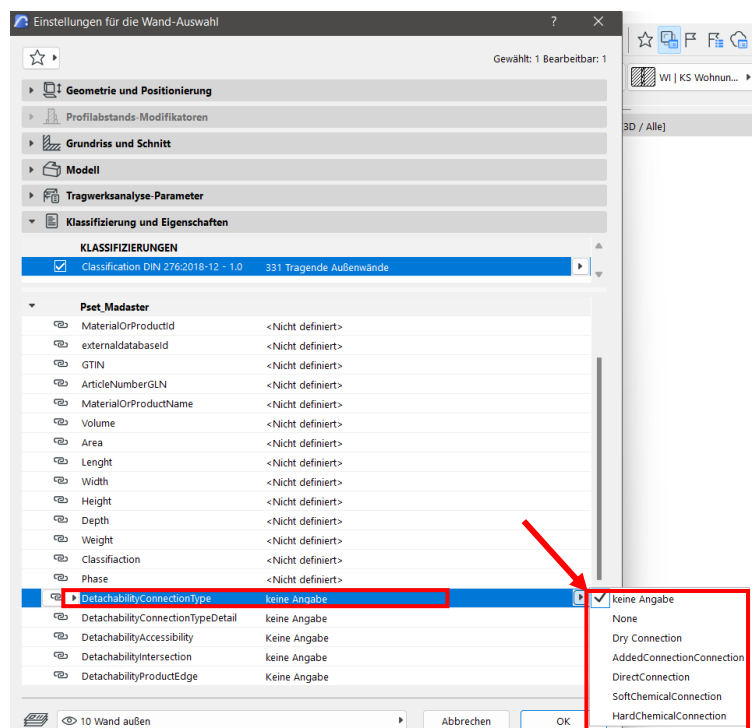 Einstellungen für die Wand-Auswahl ? ×
Gewählt: 1 Bearbeitbar: 1
Geometrie und Positionierung
WI | KS Wohnun...
Profilabstands-Modifikatoren
3D / Alle]
Grundriss und Schnitt
Modell
Tragwerksanalyse-Parameter
Klassifizierung und Eigenschaften
KLASSIFIZIERUNGEN
Classification DIN 276:2018-12 - 1.0 331 Tragende Außenwände
Pset_Madaster
MaterialOrProductId <Nicht definiert>
externaldatabaseId <Nicht definiert>
GTIN <Nicht definiert>
ArticleNumberGLN <Nicht definiert>
MaterialOrProductName <Nicht definiert>
Volume <Nicht definiert>
Area <Nicht definiert>
Lenght <Nicht definiert>
Width <Nicht definiert>
Height <Nicht definiert>
Depth <Nicht definiert>
Weight <Nicht definiert>
Classifiaction <Nicht definiert>
Phase <Nicht definiert>
DetachabilityConnectionType keine Angabe
DetachabilityConnectionTypeDetail keine Angabe
DetachabilityAccessibility Keine Angabe
DetachabilityIntersection keine Angabe
DetachabilityProductEdge Keine Angabe
keine Angabe
None
Dry Connection
AddedConnectionConnection
DirectConnection
SoftChemicalConnection
HardChemicalConnection
10 Wand außen Abbrechen OK